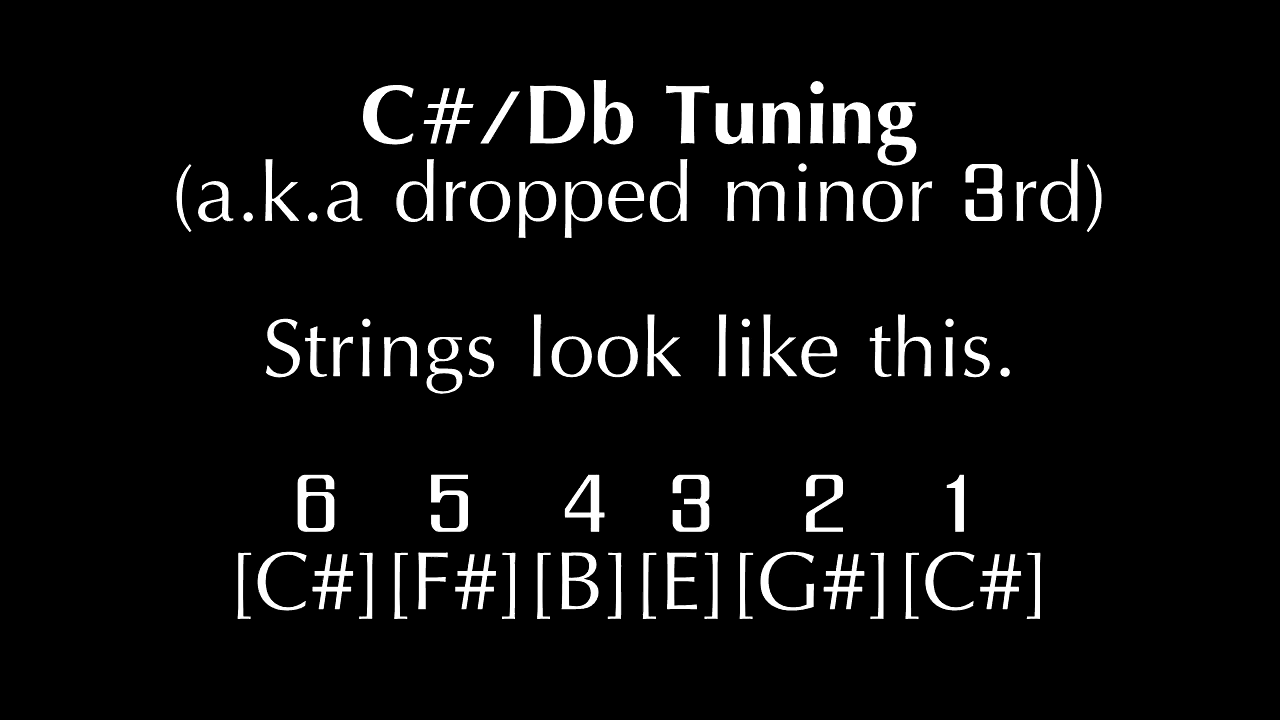 C#/Db Tuning
(a.k.a dropped minor 3rd)
Strings look like this.
6 5 4 3 2 1
[C#][F#][B][E][G#][C#]